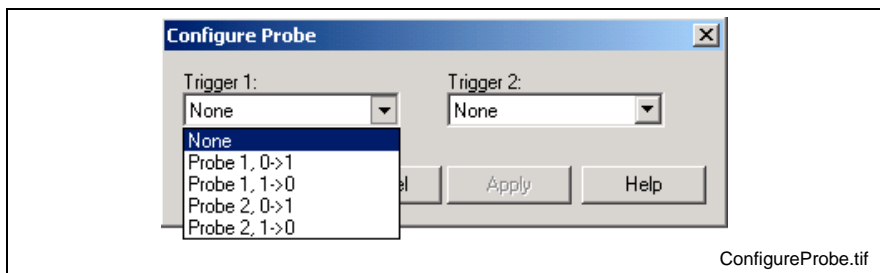 Configure Probe
Trigger 1:
Trigger 2:
None
None
None
Probe 1, 0->1
Probe 1, 1->0
Probe 2, 0->1
Probe 2, 1->0
Apply
Help
ConfigureProbe.tif